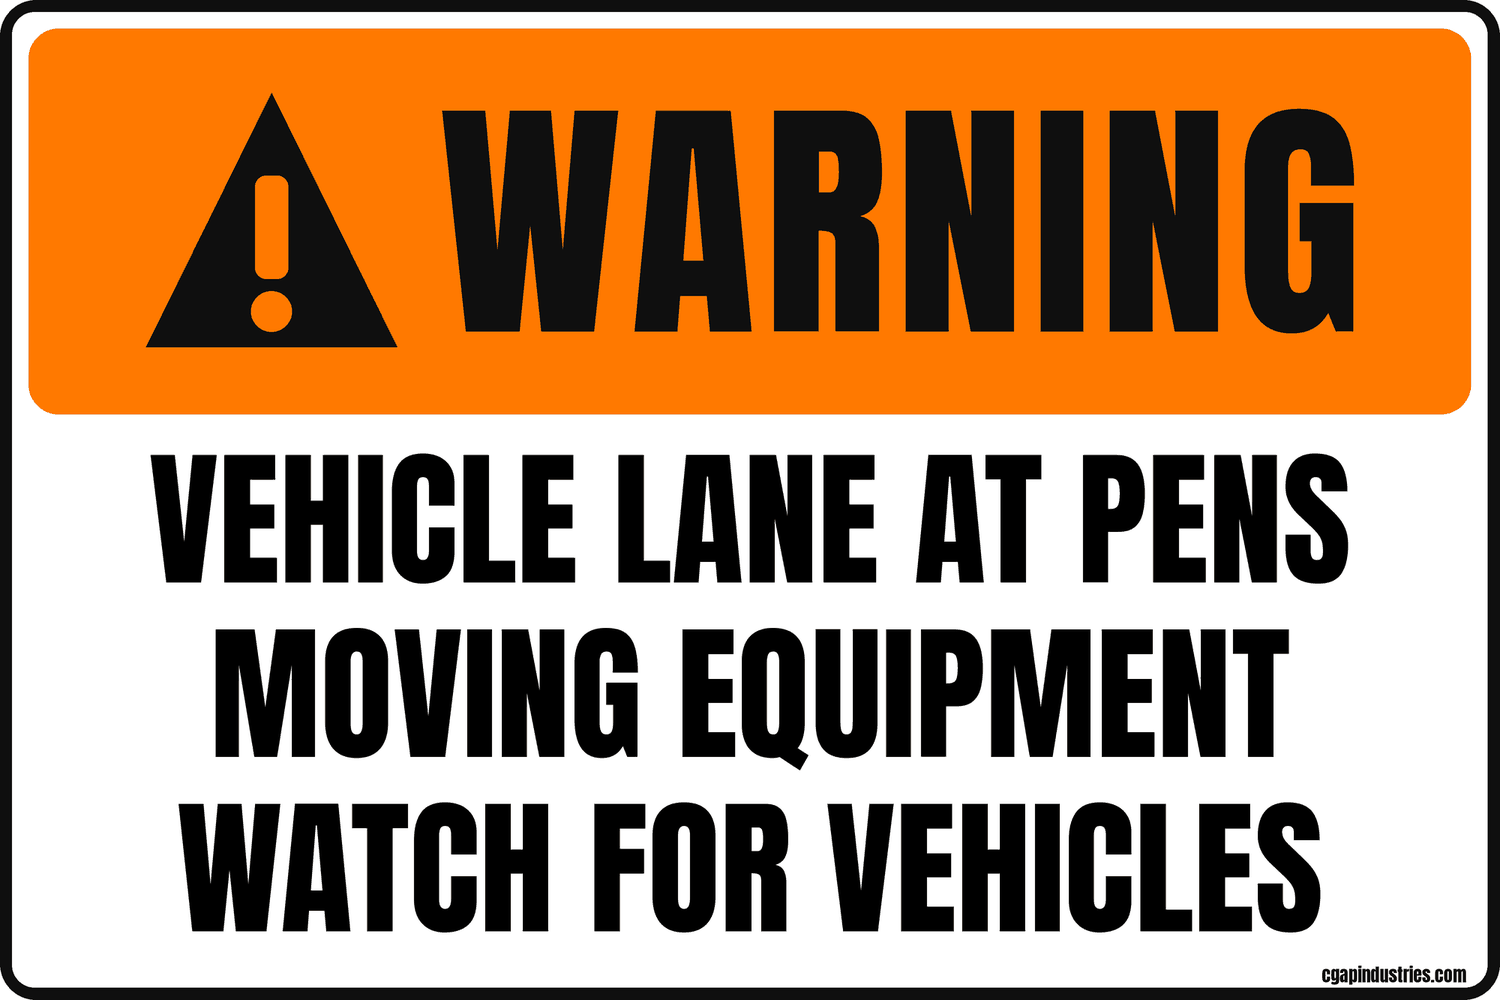 WARNING
VEHICLE LANE AT PENS
MOVING EQUIPMENT
WATCH FOR VEHICLES
cgapindustries.com